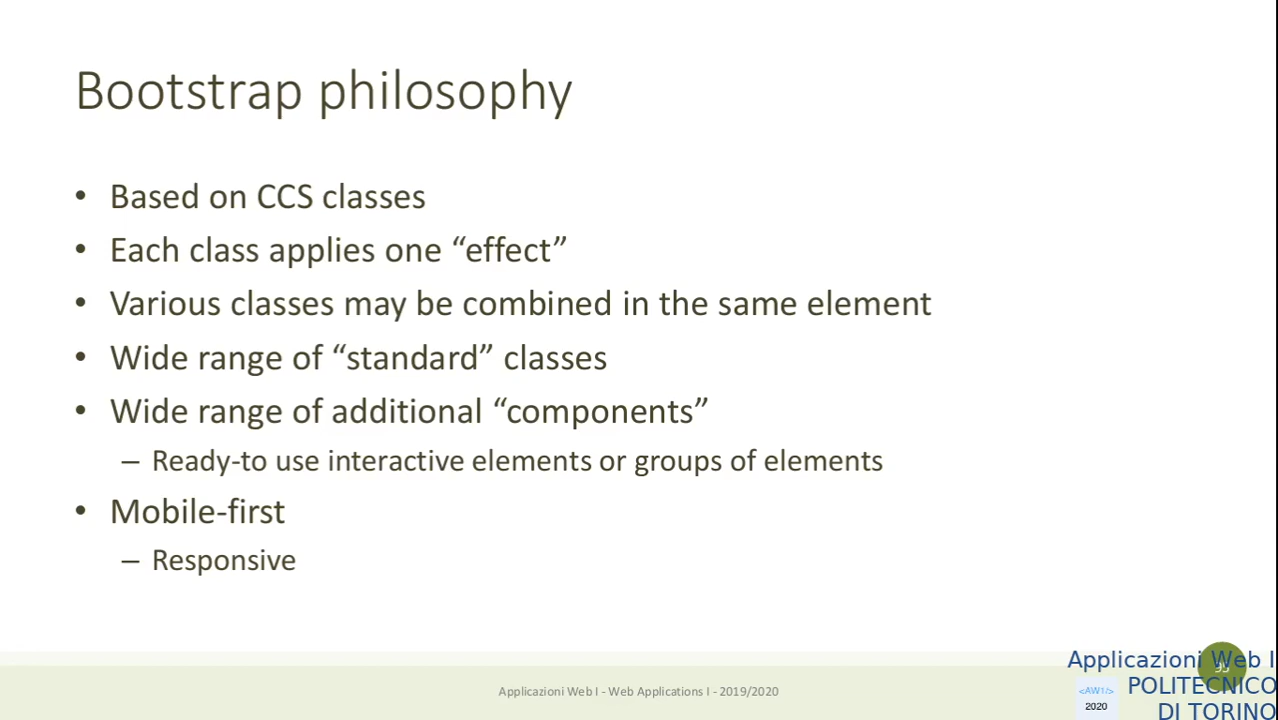 Bootstrap philosophy
• Based on CCS classes
• Each class applies one “effect”
• Various classes may be combined in the same element
• Wide range of “standard” classes
• Wide range of additional “components”
– Ready-to use interactive elements or groups of elements
• Mobile-first
– Responsive
Applicazioni Web I - Web Applications I - 2019/2020
Applicazioni Web I
POLITECNICO
DI TORINO
<AW1/>
2020